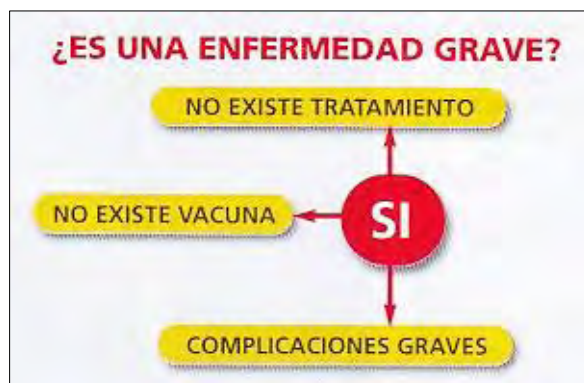 ¿ES UNA ENFERMEDAD GRAVE?
NO EXISTE TRATAMIENTO
NO EXISTE VACUNA
SI
COMPLICACIONES GRAVES